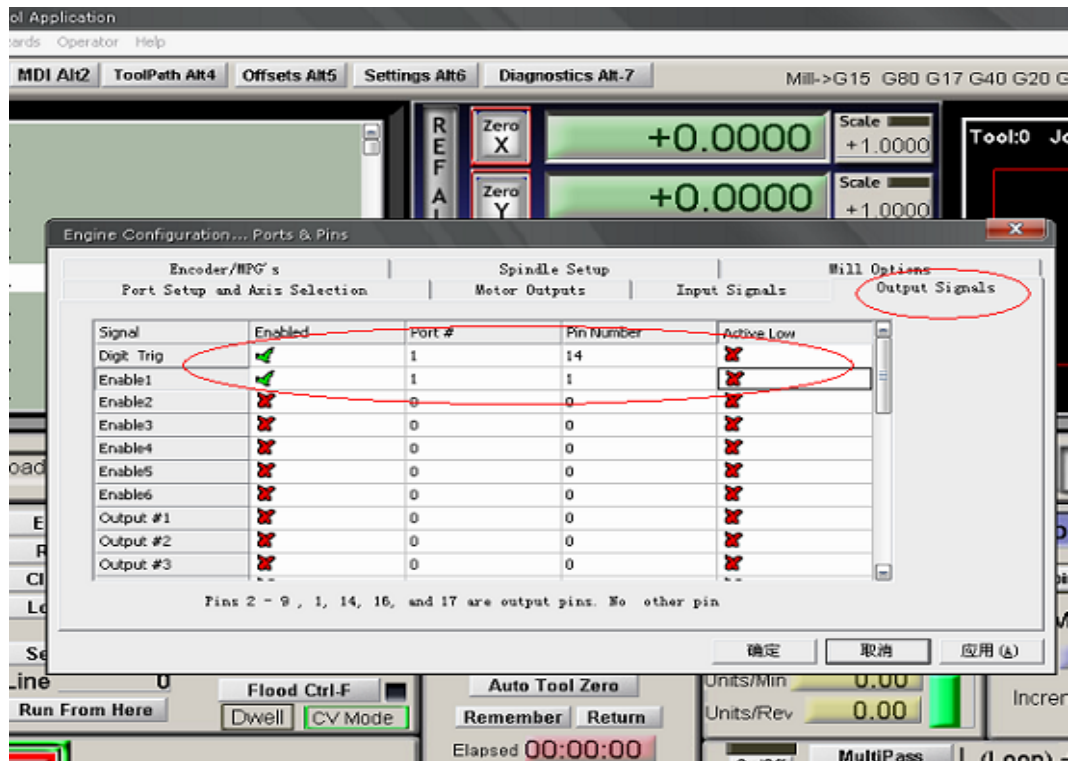 ol Application
Operator Help
MDI Alt2 ToolPath Alt4 Offsets Alt5 Settings Alt6 Diagnostics Alt-7 Mill->G15 G80 G17 G40 G20
REF
Zero X +0.0000 Scale +1.0000
Zero Y +0.0000 Scale +1.0000
Tool:0
Engine Configuration... Ports & Pins
Encoder/MPG's Spindle Setup Mill Options
Port Setup and Axis Selection Motor Outputs Input Signals Output Signals
Signal Enabled Port # Pin Number Active Low
Digit Trig 1 14
Enable1 1 1
Enable2 0 0
Enable3 0 0
Enable4 0 0
Enable5 0 0
Enable6 0 0
Output #1 0 0
Output #2 0 0
Output #3 0 0
Pins 2 - 9 , 1, 14, 16, and 17 are output pins. No other pin
确定 取消 应用(A)
Line 0
Run From Here
Flood Ctrl-F
Dwell CV Mode
Auto Tool Zero
Remember Return
Elapsed 00:00:00
Units/Min 0.00
Units/Rev 0.00
MultiPass
(Loop)